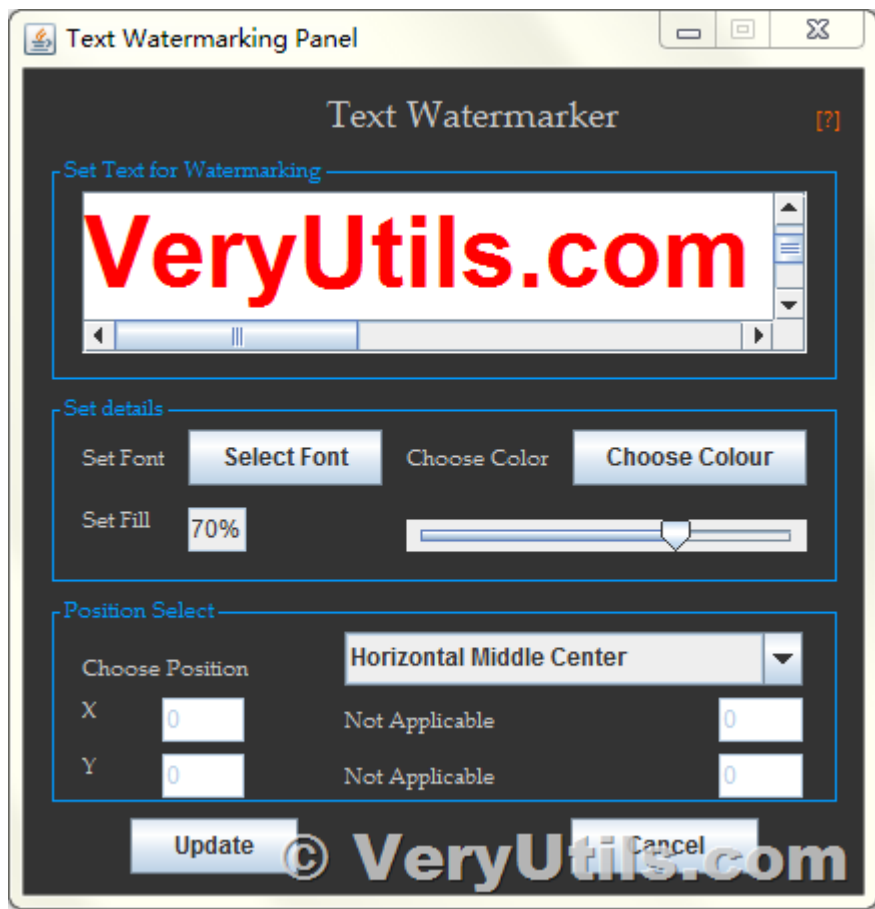 Text Watermarking Panel
Text Watermarker [?]
Set Text for Watermarking
VeryUtils.com
Set details
Set Font Select Font Choose Color Choose Colour
Set Fill 70%
Position Select
Choose Position Horizontal Middle Center
X 0 Not Applicable 0
Y 0 Not Applicable 0
Update Cancel
© VeryUtils.com